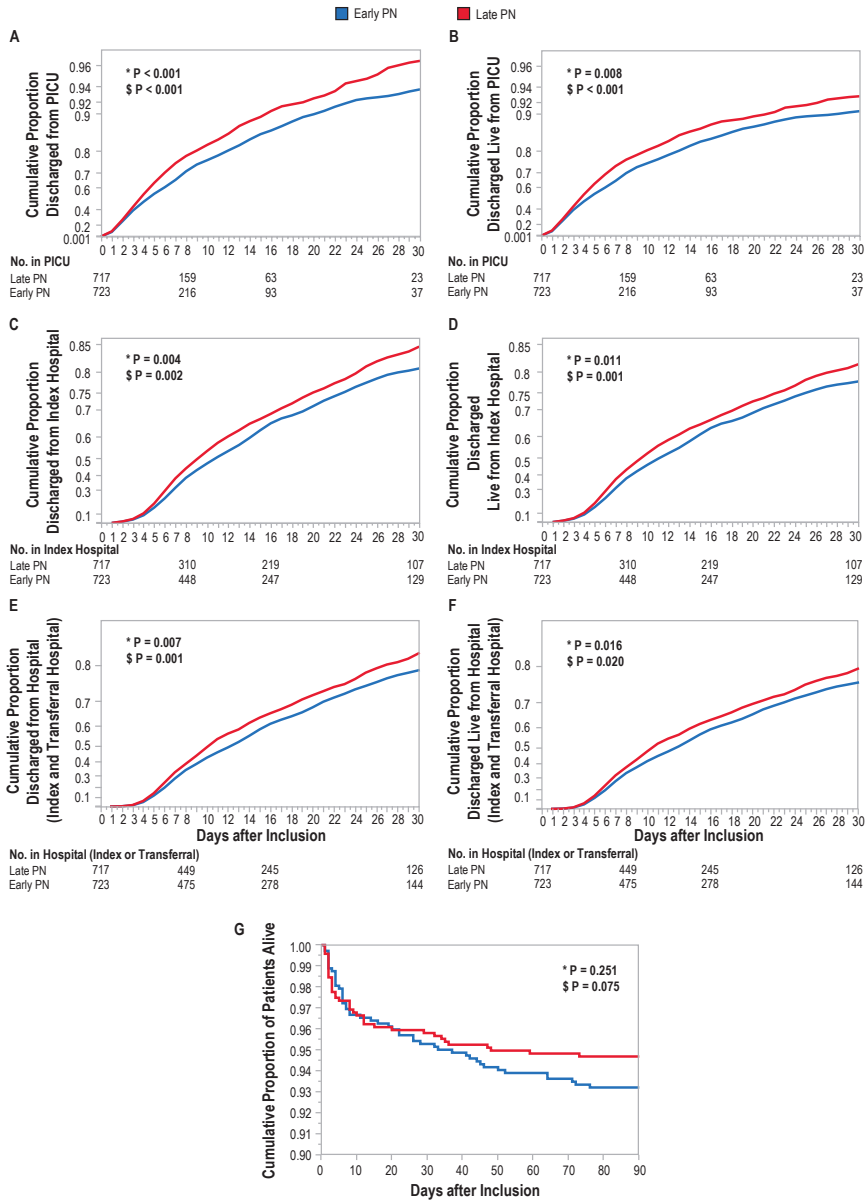 Early PN
Late PN
A
Cumulative Proportion
Discharged from PICU
* P < 0.001
$ P < 0.001
0.96
0.94
0.92
0.9
0.8
0.7
0.6
0.4
0.2
0.001
0 1 2 3 4 5 6 7 8 10 12 14 16 18 20 22 24 26 28 30
No. in PICU
Late PN 717 159 63 23
Early PN 723 216 93 37
B
Cumulative Proportion
Discharged Live from PICU
* P = 0.008
$ P < 0.001
0.96
0.94
0.92
0.9
0.8
0.7
0.6
0.4
0.2
0.001
0 1 2 3 4 5 6 7 8 10 12 14 16 18 20 22 24 26 28 30
No. in PICU
Late PN 717 159 63 23
Early PN 723 216 93 37
C
Cumulative Proportion
Discharged from Index Hospital
* P = 0.004
$ P = 0.002
0.85
0.8
0.75
0.7
0.6
0.5
0.4
0.3
0.1
0 1 2 3 4 5 6 7 8 10 12 14 16 18 20 22 24 26 28 30
No. in Index Hospital
Late PN 717 310 219 107
Early PN 723 448 247 129
D
Cumulative Proportion
Discharged
Live from Index Hospital
* P = 0.011
$ P = 0.001
0.85
0.8
0.75
0.7
0.6
0.5
0.4
0.3
0.1
0 1 2 3 4 5 6 7 8 10 12 14 16 18 20 22 24 26 28 30
No. in Index Hospital
Late PN 717 310 219 107
Early PN 723 448 247 129
E
Cumulative Proportion
Discharged from Hospital
(Index and Transferral Hospital)
* P = 0.007
$ P = 0.001
0.8
0.7
0.6
0.5
0.4
0.3
0.1
0 1 2 3 4 5 6 7 8 10 12 14 16 18 20 22 24 26 28 30
Days after Inclusion
No. in Hospital (Index or Transferral)
Late PN 717 449 245 126
Early PN 723 475 278 144
F
Cumulative Proportion
Discharged Live from Hospital
(Index and Transferral Hospital)
* P = 0.016
$ P = 0.020
0.8
0.7
0.6
0.5
0.4
0.3
0.1
0 1 2 3 4 5 6 7 8 10 12 14 16 18 20 22 24 26 28 30
Days after Inclusion
No. in Hospital (Index or Transferral)
Late PN 717 449 245 126
Early PN 723 475 278 144
G
Cumulative Proportion of Patients Alive
* P = 0.251
$ P = 0.075
1.00
0.99
0.98
0.97
0.96
0.95
0.94
0.93
0.92
0.91
0.90
0 10 20 30 40 50 60 70 80 90
Days after Inclusion